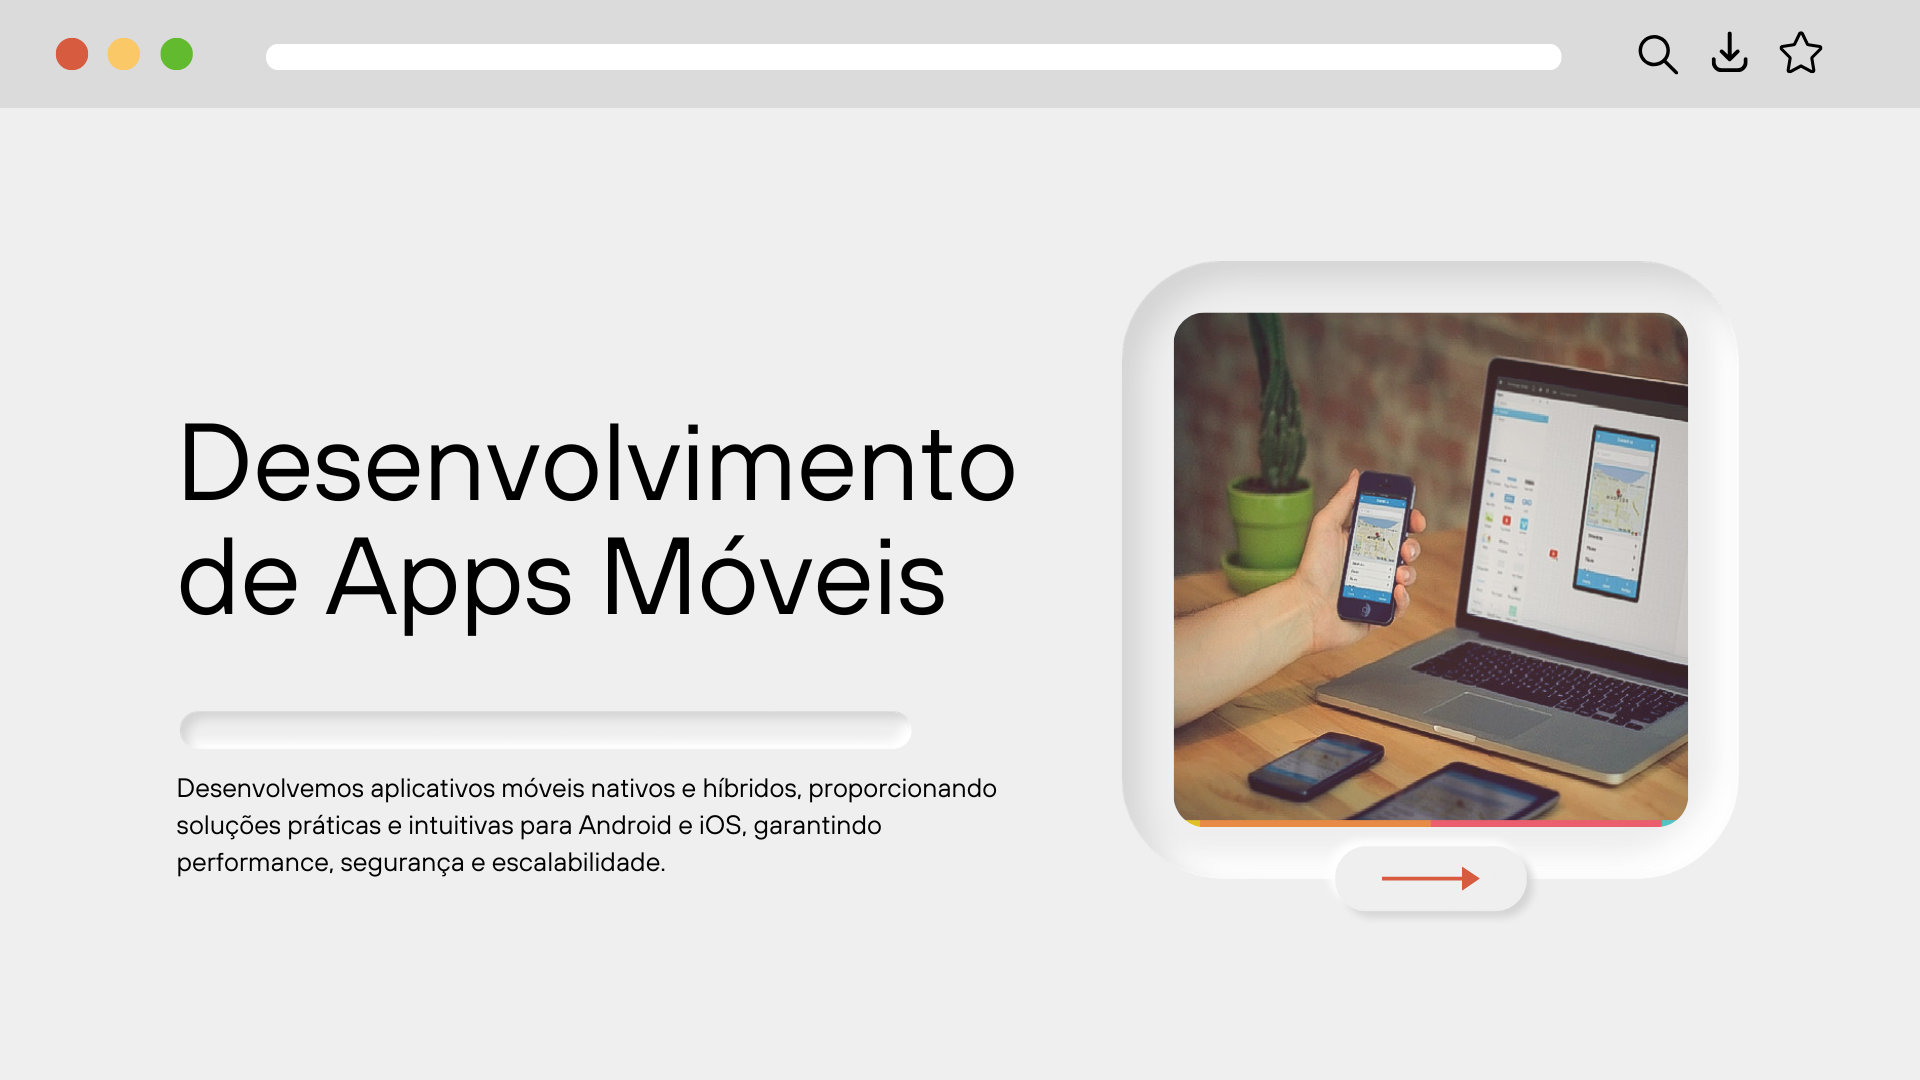 Desenvolvimento
de Apps Móveis
Desenvolvemos aplicativos móveis nativos e híbridos, proporcionando
soluções práticas e intuitivas para Android e iOS, garantindo
performance, segurança e escalabilidade.